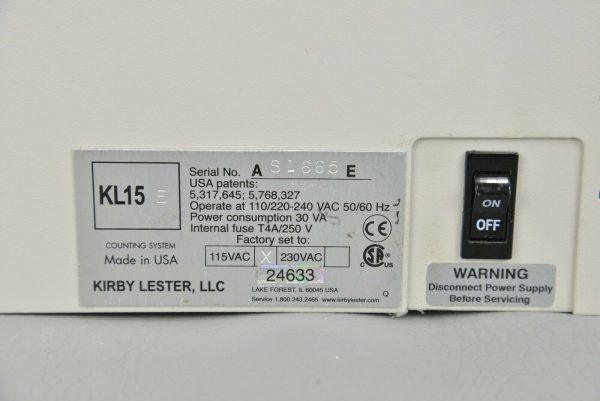 KL15 E
COUNTING SYSTEM
Made in USA
KIRBY LESTER, LLC
Serial No. A S1665 E
USA patents:
5,317,645; 5,768,327
Operate at 110/220-240 VAC 50/60 Hz
Power consumption 30 VA
Internal fuse T4A/250 V
Factory set to:
115VAC X 230VAC
24633
LAKE FOREST, IL 60045 USA
Service 1.800.243.2465 www.kirbylester.com
Q
CE
ON
OFF
WARNING
Disconnect Power Supply
Before Servicing